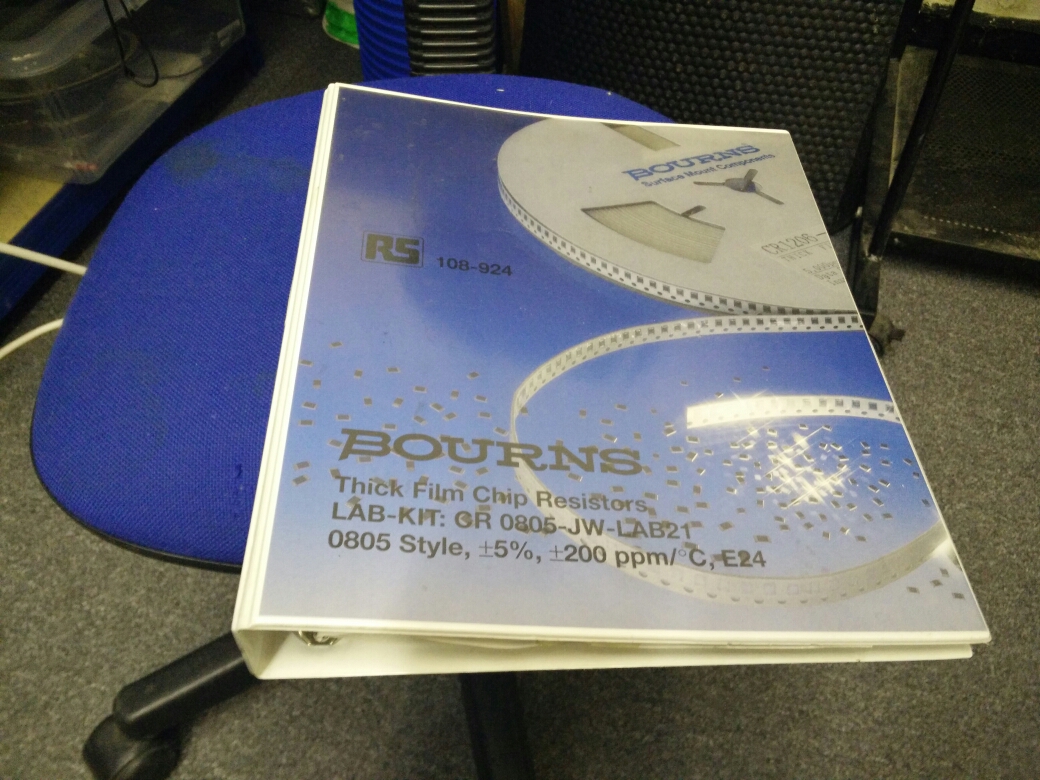 BOURNS
Surface Mount Components
CR1206
RS
108-924
BOURNS
Thick Film Chip Resistors
LAB-KIT: CR 0805-JW-LAB21
0805 Style, ±5%, ±200 ppm/°C, E24